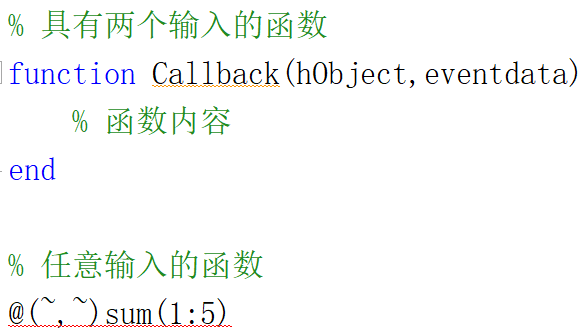 % 具有两个输入的函数
function Callback(hObject,eventdata)
% 函数内容
end
% 任意输入的函数
@(~,~)sum(1:5)